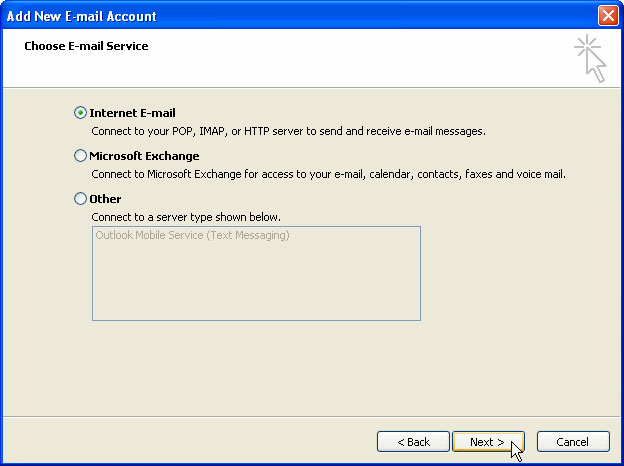 Add New E-mail Account
Choose E-mail Service
Internet E-mail
Connect to your POP, IMAP, or HTTP server to send and receive e-mail messages.
Microsoft Exchange
Connect to Microsoft Exchange for access to your e-mail, calendar, contacts, faxes and voice mail.
Other
Connect to a server type shown below.
Outlook Mobile Service (Text Messaging)
< Back
Next >
Cancel